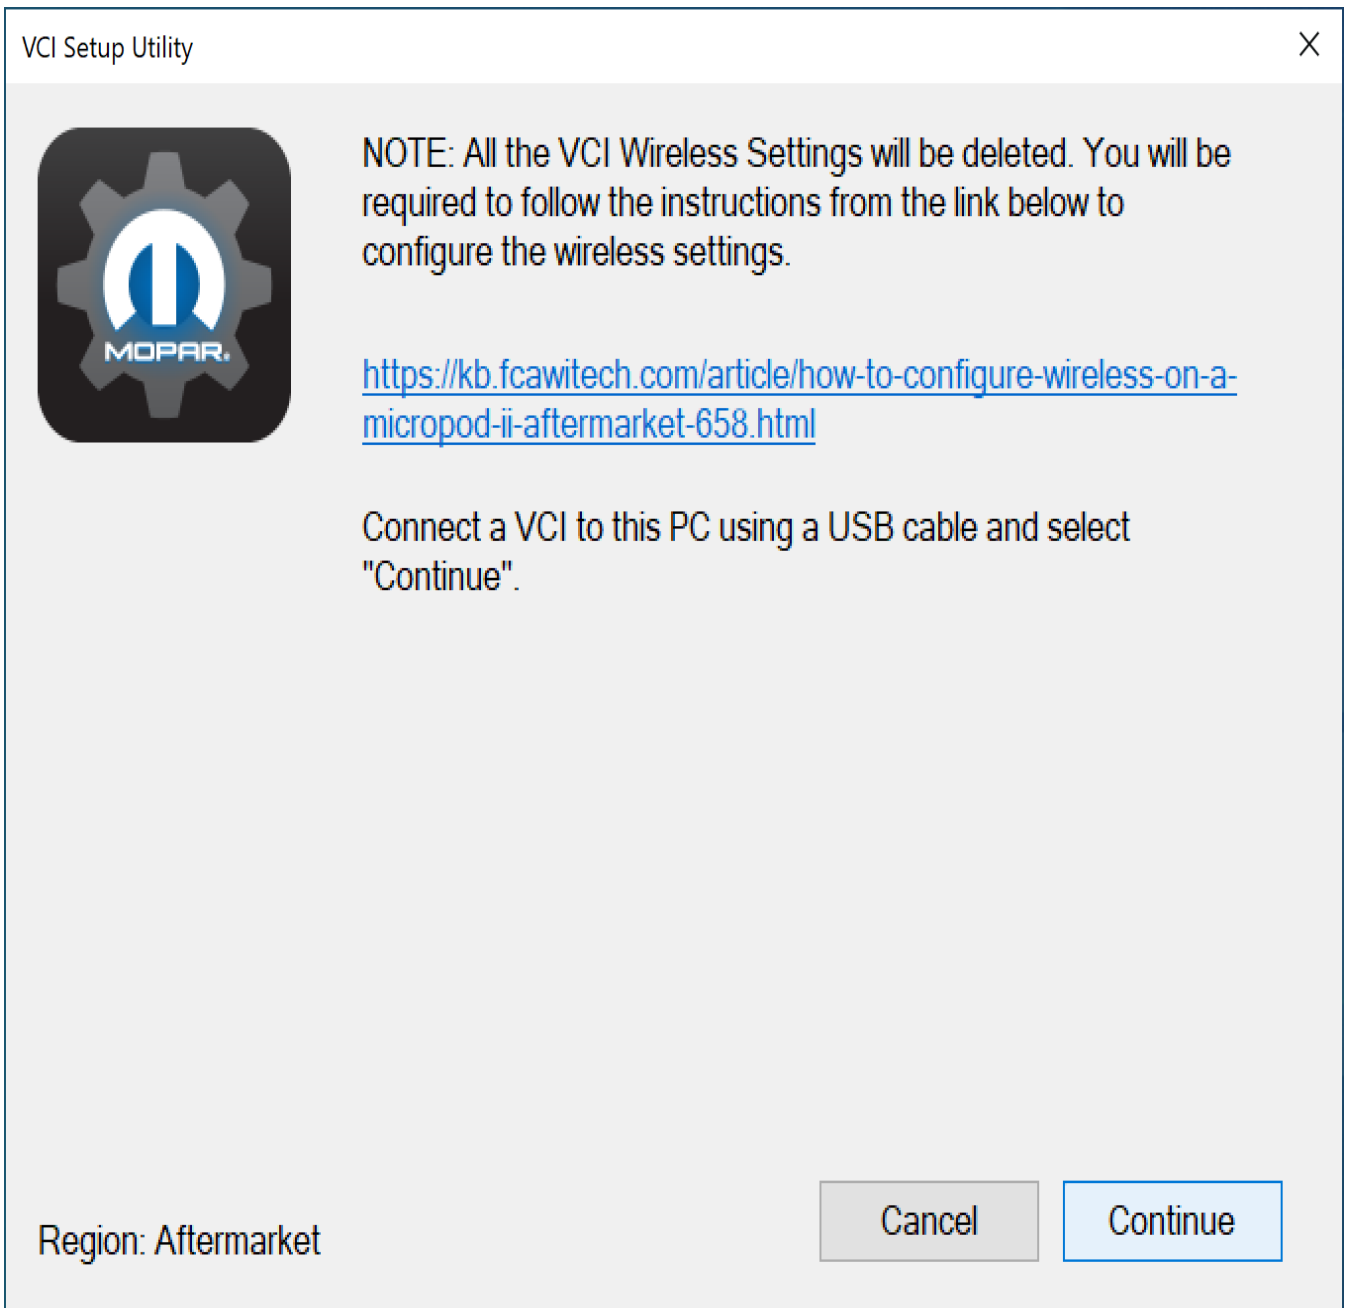 VCI Setup Utility
X
NOTE: All the VCI Wireless Settings will be deleted. You will be
required to follow the instructions from the link below to
configure the wireless settings.
MOPAR.
https://kb.fcawitech.com/article/how-to-configure-wireless-on-a-
micropod-ii-aftermarket-658.html
Connect a VCI to this PC using a USB cable and select
"Continue".
Region: Aftermarket
Cancel
Continue